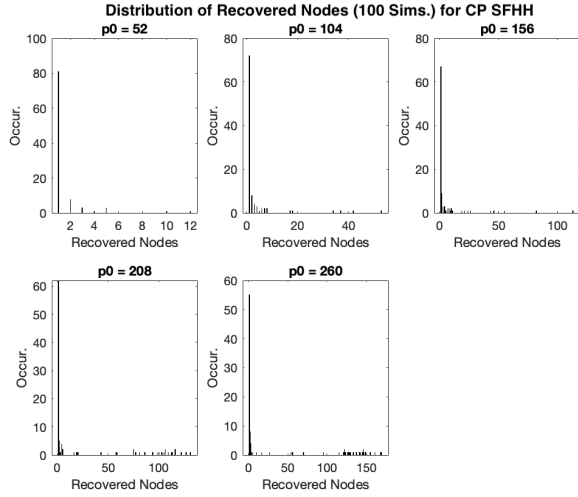 Distribution of Recovered Nodes (100 Sims.) for CP SFHH
p0 = 52
100
80
60
40
20
0
Occur.
2 4 6 8 10 12
Recovered Nodes
p0 = 104
80
60
40
20
0
Occur.
0 20 40
Recovered Nodes
p0 = 156
80
60
40
20
0
Occur.
0 50 100
Recovered Nodes
p0 = 208
60
50
40
30
20
10
0
Occur.
0 50 100
Recovered Nodes
p0 = 260
60
40
20
0
Occur.
0 50 100 150
Recovered Nodes